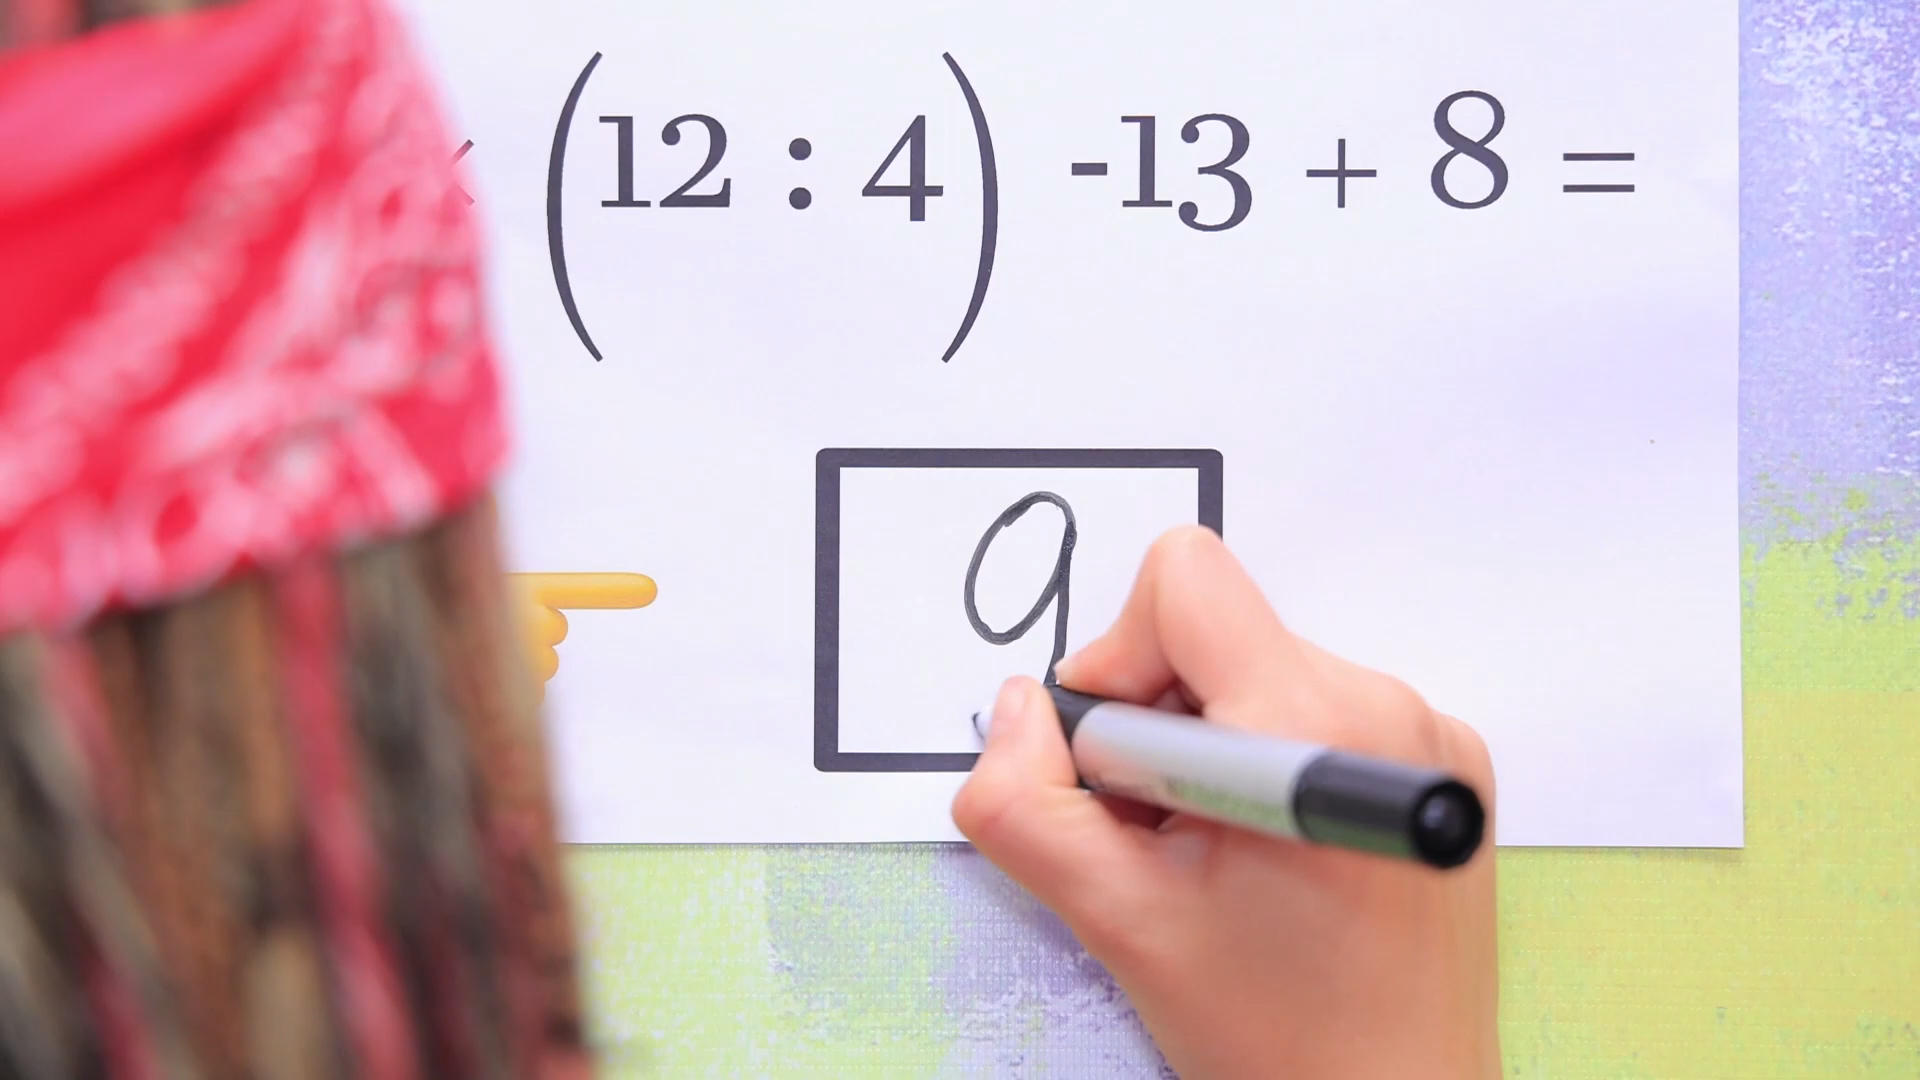 × (12 : 4) -13 + 8 =
9